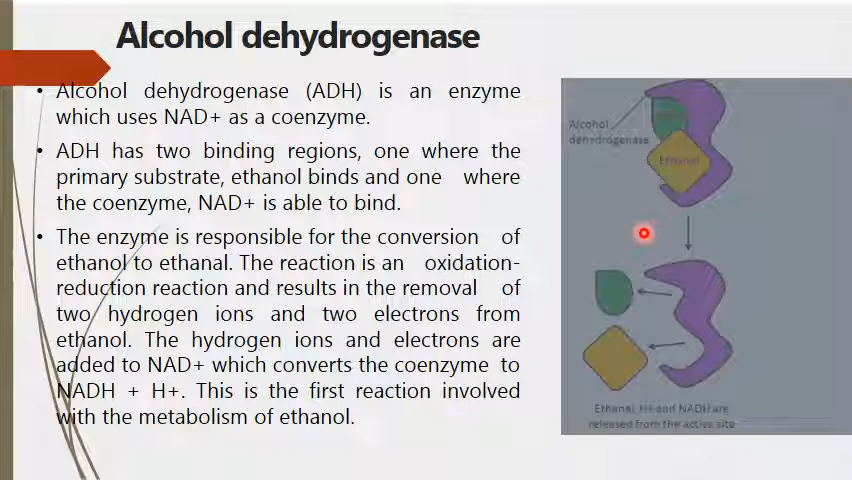 Alcohol dehydrogenase
• Alcohol dehydrogenase (ADH) is an enzyme
which uses NAD+ as a coenzyme.
• ADH has two binding regions, one where the
primary substrate, ethanol binds and one where
the coenzyme, NAD+ is able to bind.
• The enzyme is responsible for the conversion of
ethanol to ethanal. The reaction is an oxidation-
reduction reaction and results in the removal of
two hydrogen ions and two electrons from
ethanol. The hydrogen ions and electrons are
added to NAD+ which converts the coenzyme to
NADH + H+. This is the first reaction involved
with the metabolism of ethanol.
Alcohol
dehydrogenase
Ethanol
Ethanal, H+ and NADH are
released from the active site